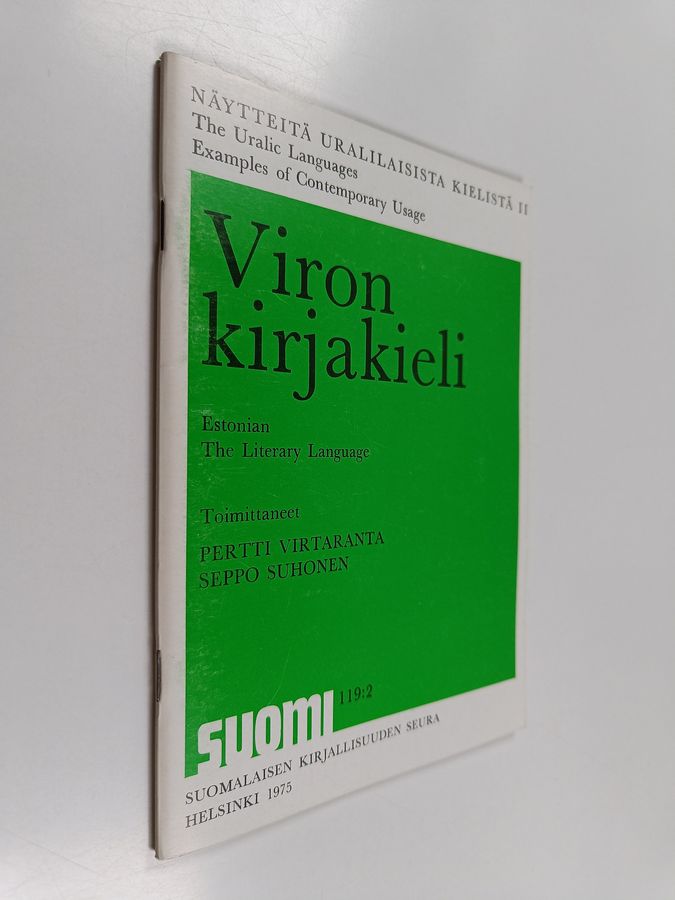 NÄYTTEITÄ URALILAISISTA KIELISTÄ II
The Uralic Languages
Examples of Contemporary Usage
Viron
kirjakieli
Estonian
The Literary Language
Toimittaneet
PERTTI VIRTARANTA
SEPPO SUHONEN
SUOMI 119:2
SUOMALAISEN KIRJALLISUUDEN SEURA
HELSINKI 1975